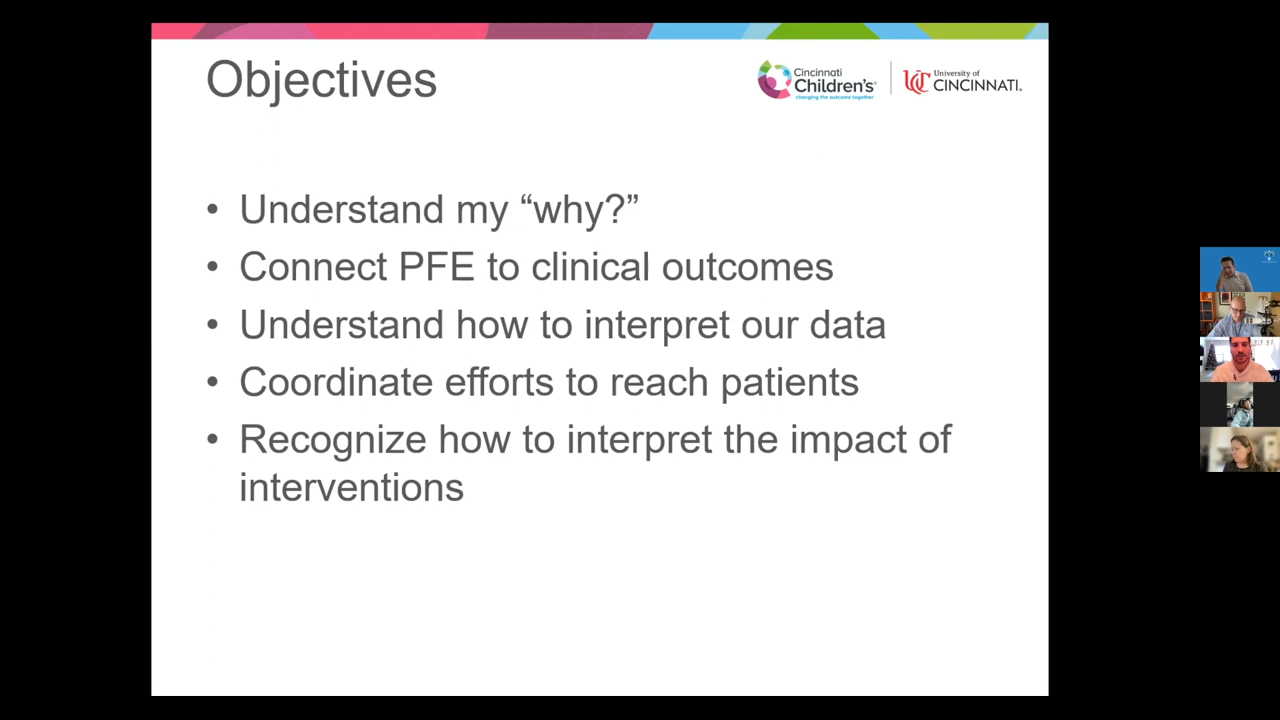 Objectives
Cincinnati
Children's
changing the outcome together
University of
CINCINNATI
• Understand my “why?”
• Connect PFE to clinical outcomes
• Understand how to interpret our data
• Coordinate efforts to reach patients
• Recognize how to interpret the impact of
interventions